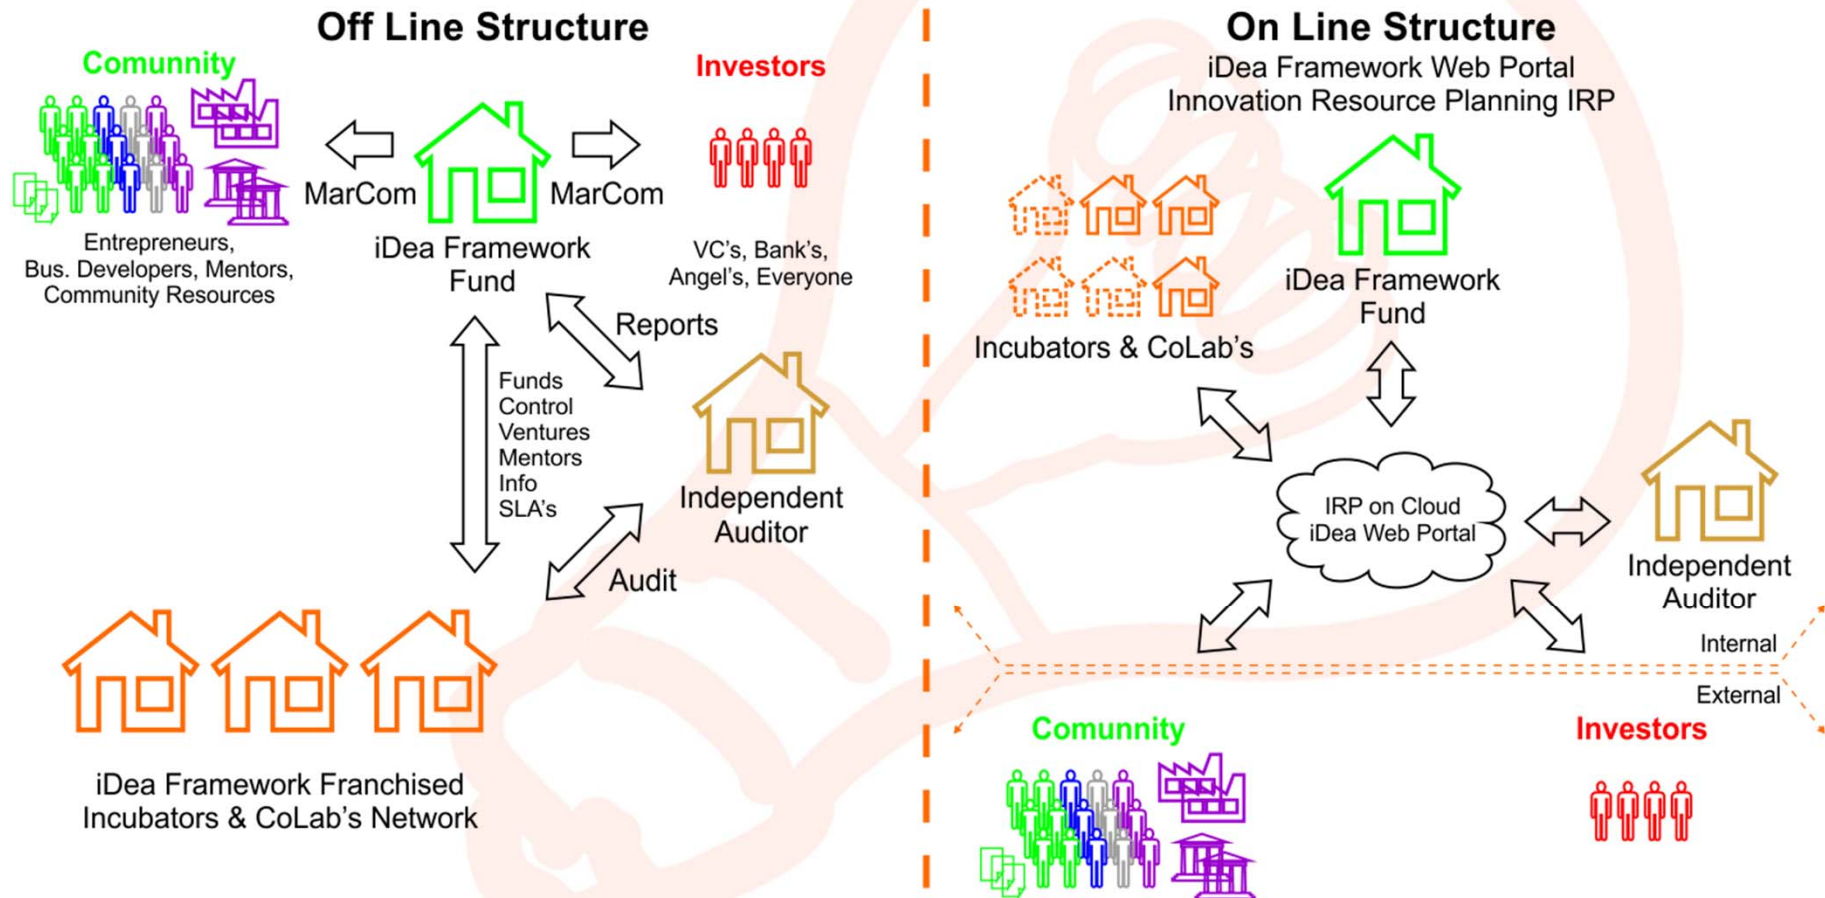 Off Line Structure
Comunnity
Investors
MarCom
MarCom
Entrepreneurs,
Bus. Developers, Mentors,
Community Resources
iDea Framework
Fund
VC's, Bank's,
Angel's, Everyone
Reports
Funds
Control
Ventures
Mentors
Info
SLA's
Independent
Auditor
Audit
iDea Framework Franchised
Incubators & CoLab's Network
On Line Structure
iDea Framework Web Portal
Innovation Resource Planning IRP
Incubators & CoLab's
iDea Framework
Fund
IRP on Cloud
iDea Web Portal
Independent
Auditor
Internal
External
Comunnity
Investors